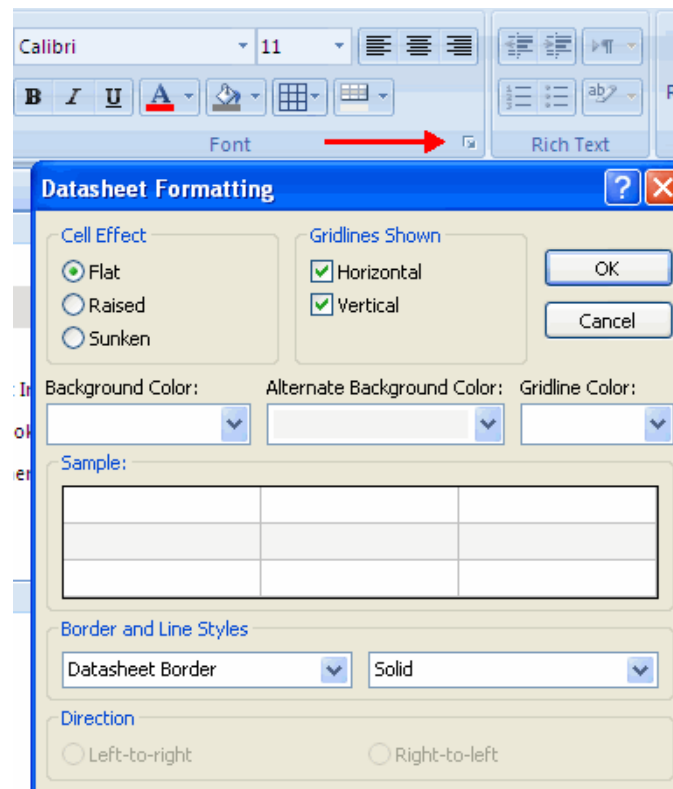 Calibri 11
B I U A
Font Rich Text
Datasheet Formatting
Cell Effect Gridlines Shown
Flat Horizontal OK
Raised Vertical
Sunken Cancel
Background Color: Alternate Background Color: Gridline Color:
Sample:
Border and Line Styles
Datasheet Border Solid
Direction
Left-to-right Right-to-left